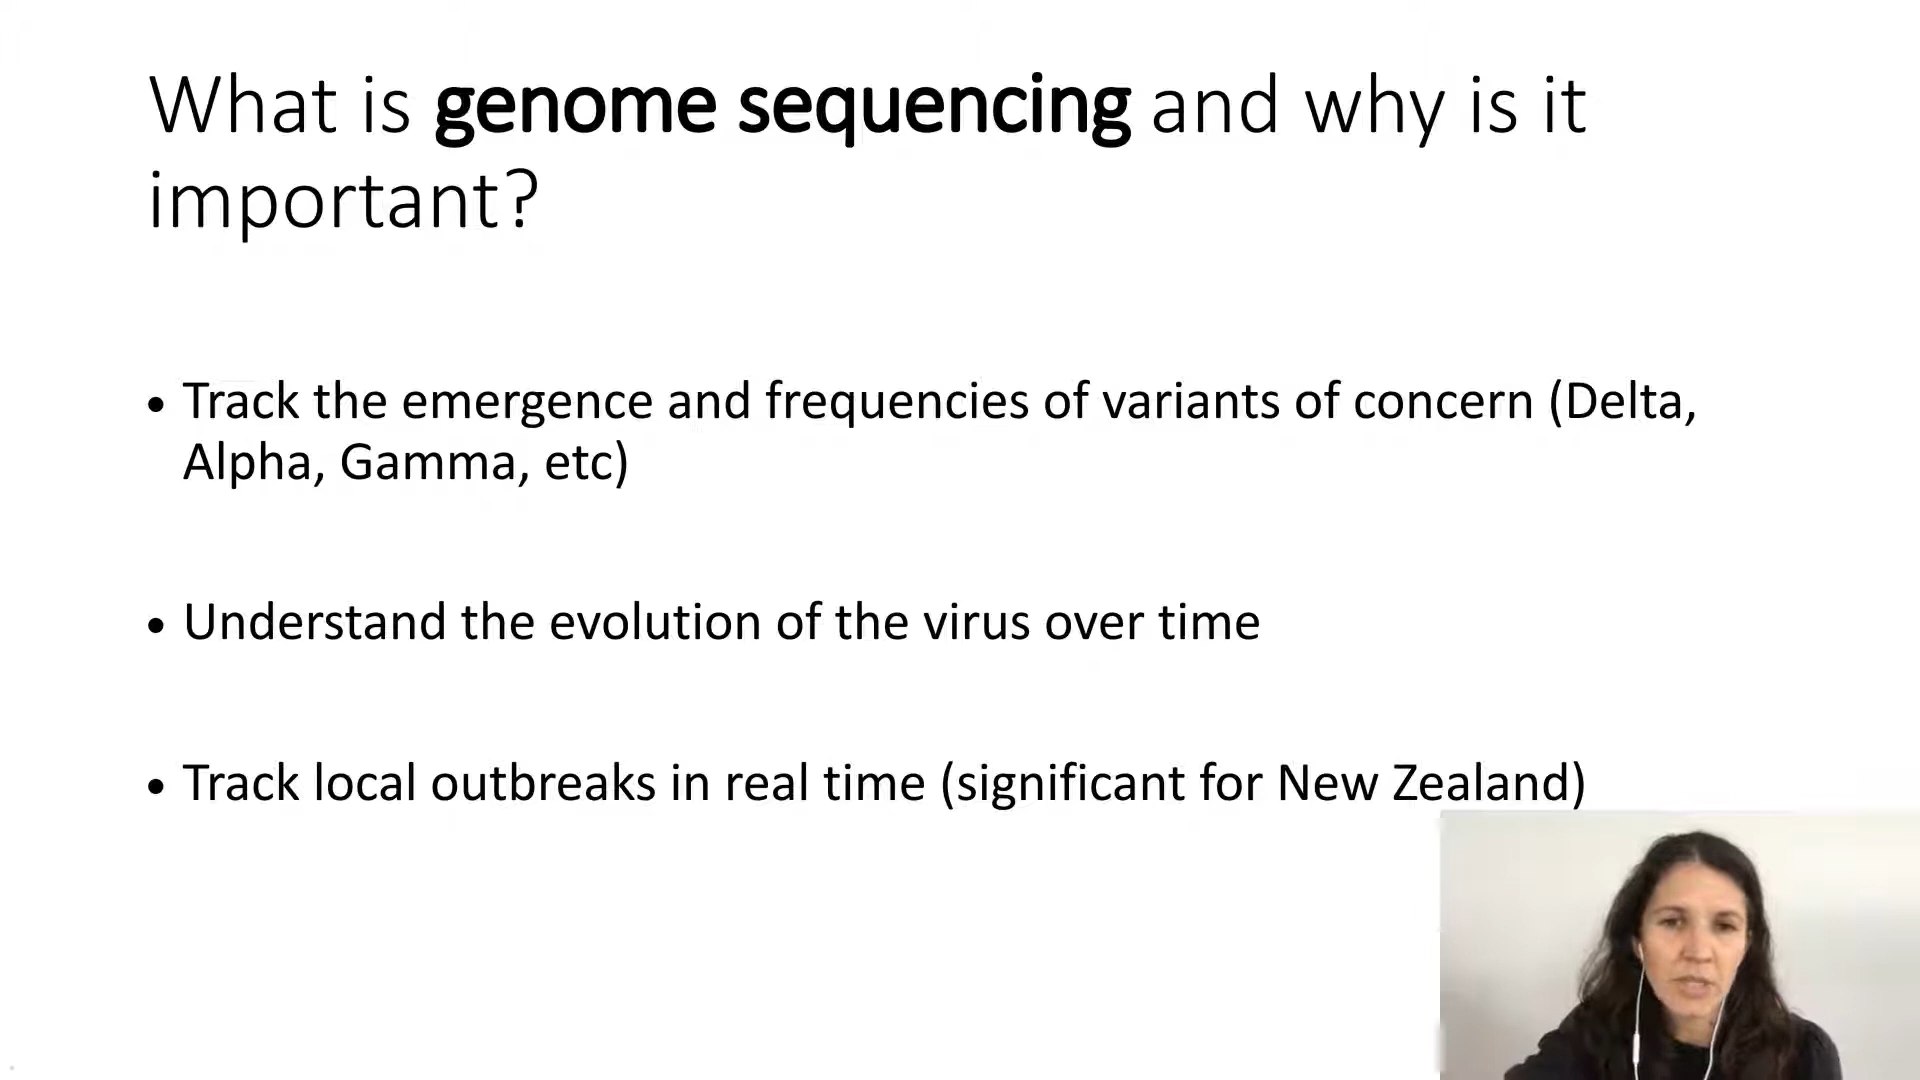 What is genome sequencing and why is it
important?
• Track the emergence and frequencies of variants of concern (Delta,
Alpha, Gamma, etc)
• Understand the evolution of the virus over time
• Track local outbreaks in real time (significant for New Zealand)